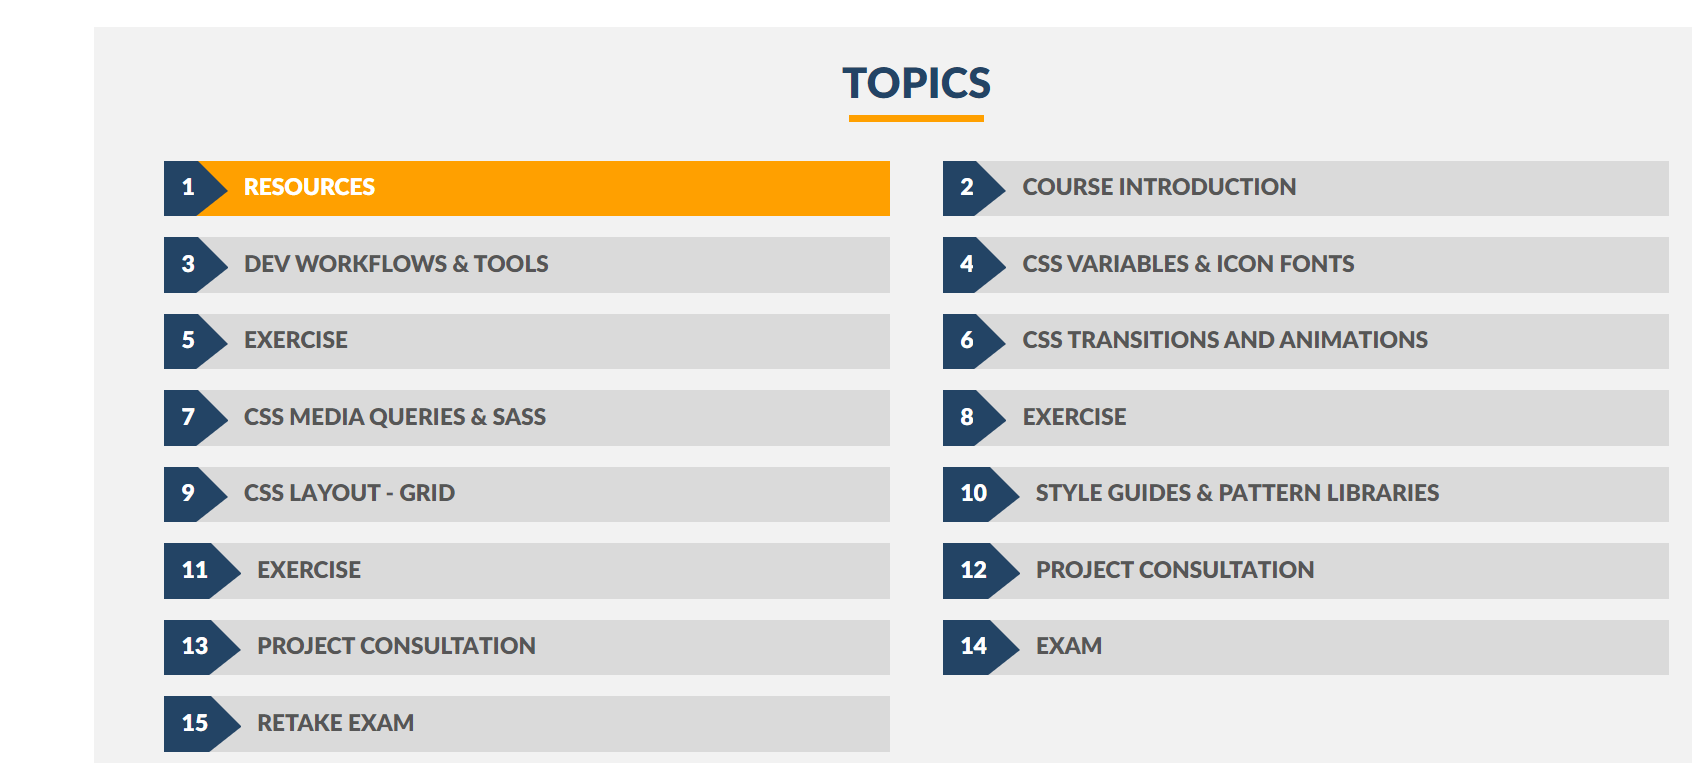 TOPICS
1 RESOURCES
2 COURSE INTRODUCTION
3 DEV WORKFLOWS & TOOLS
4 CSS VARIABLES & ICON FONTS
5 EXERCISE
6 CSS TRANSITIONS AND ANIMATIONS
7 CSS MEDIA QUERIES & SASS
8 EXERCISE
9 CSS LAYOUT - GRID
10 STYLE GUIDES & PATTERN LIBRARIES
11 EXERCISE
12 PROJECT CONSULTATION
13 PROJECT CONSULTATION
14 EXAM
15 RETAKE EXAM